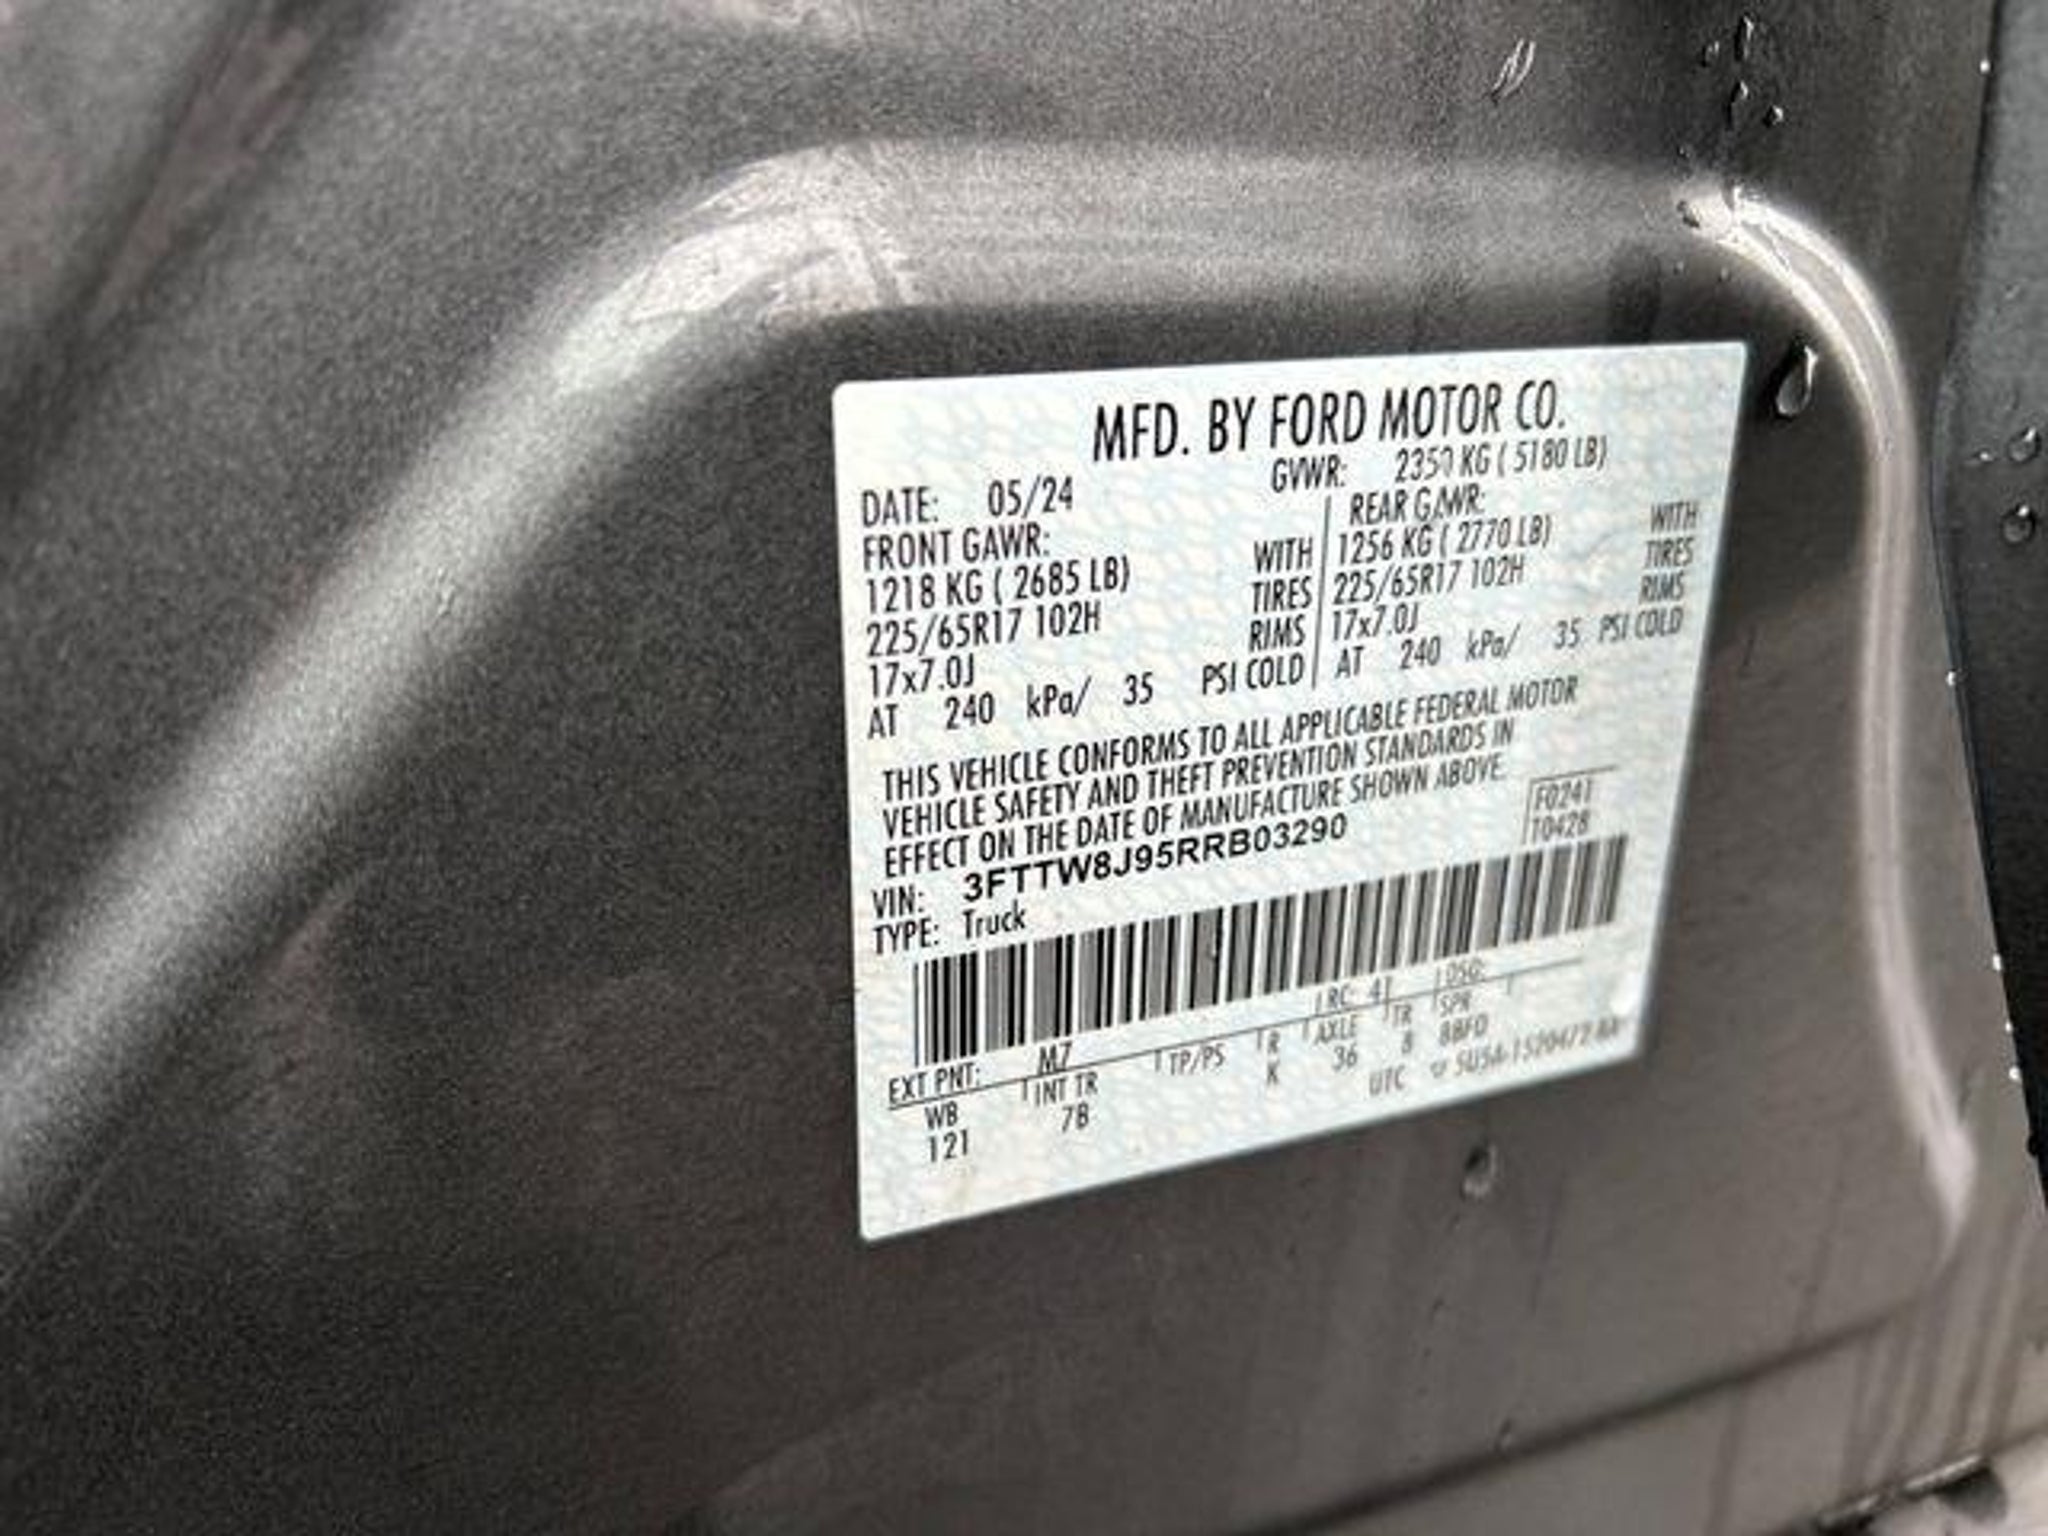 MFD. BY FORD MOTOR CO.
DATE: 05/24 GVWR: 2350 KG ( 5180 LB)
FRONT GAWR: REAR GAWR:
1218 KG ( 2685 LB) WITH 1256 KG ( 2770 LB) WITH
225/65R17 102H TIRES 225/65R17 102H TIRES
17x7.0J RIMS 17x7.0J RIMS
AT 240 kPa/ 35 PSI COLD AT 240 kPa/ 35 PSI COLD
THIS VEHICLE CONFORMS TO ALL APPLICABLE FEDERAL MOTOR
VEHICLE SAFETY AND THEFT PREVENTION STANDARDS IN
EFFECT ON THE DATE OF MANUFACTURE SHOWN ABOVE.
VIN: 3FTTW8J95RRB03290 F0241
TYPE: Truck T0428
EXT PNT: M7 RC: 41 DSO:
WB INT TR TP/PS R AXLE TR SPR
121 7B K 36 8 BBFD
UTC